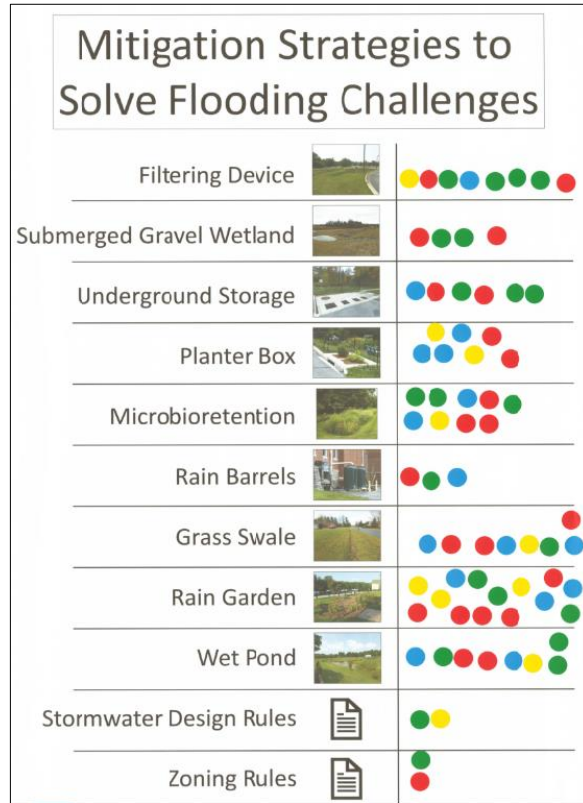 Mitigation Strategies to
Solve Flooding Challenges
Filtering Device
Submerged Gravel Wetland
Underground Storage
Planter Box
Microbioretention
Rain Barrels
Grass Swale
Rain Garden
Wet Pond
Stormwater Design Rules
Zoning Rules